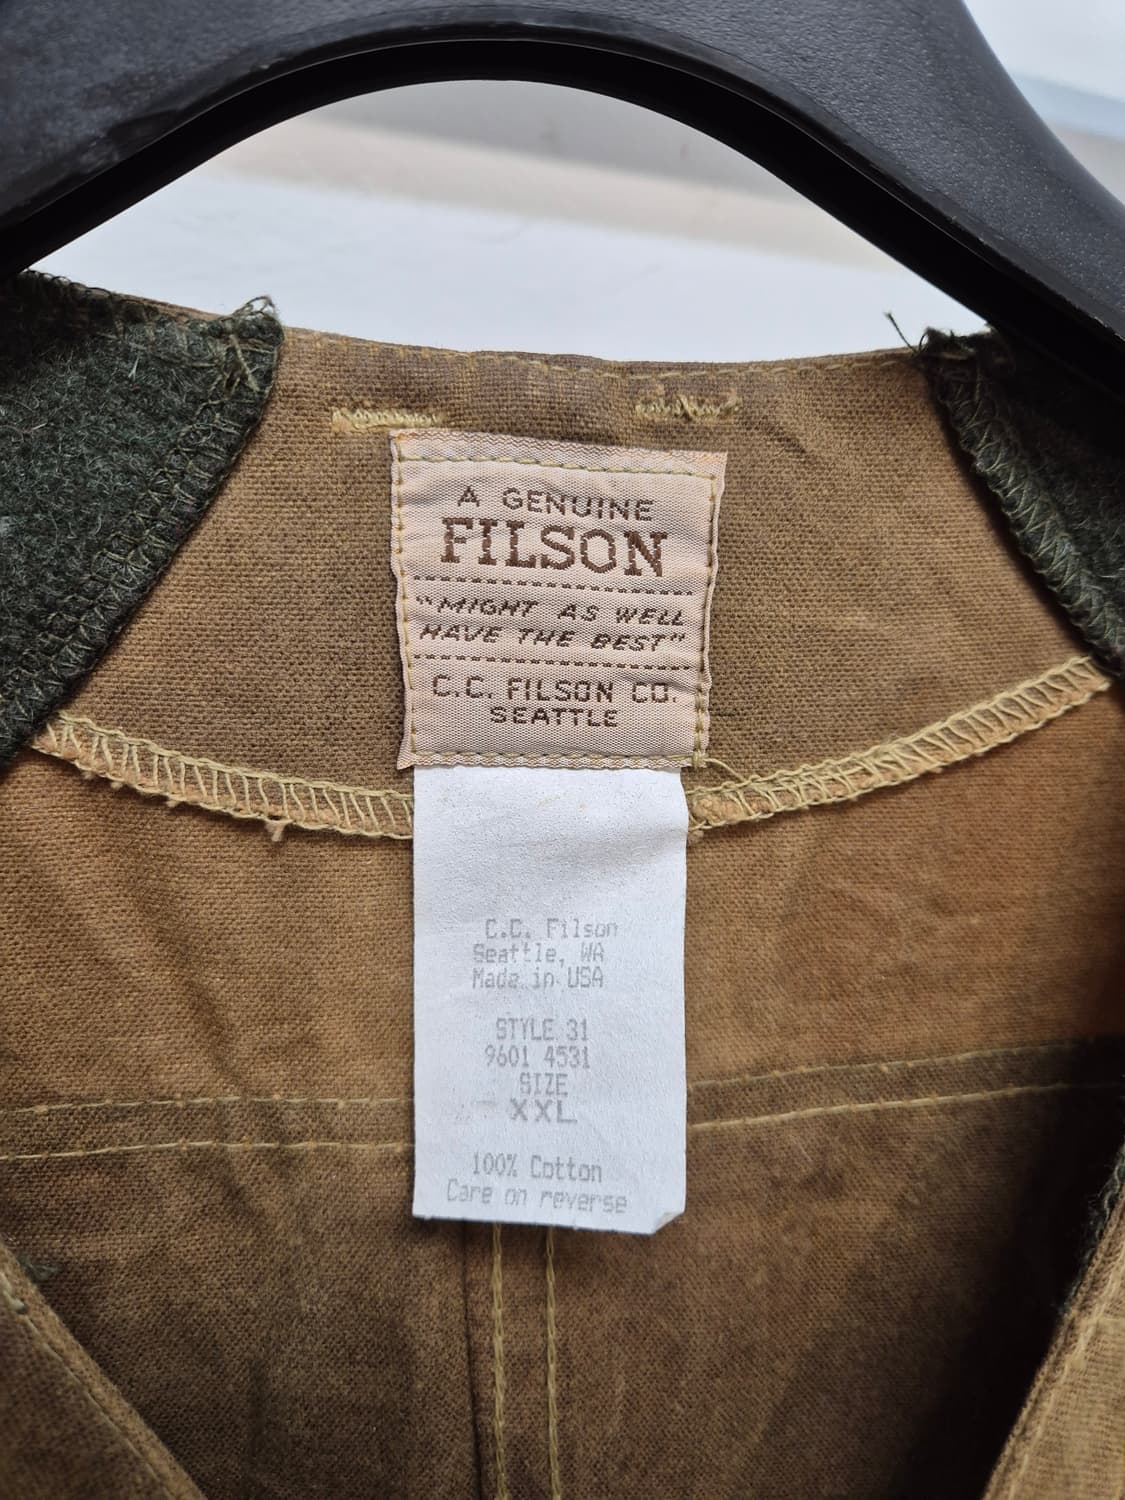 A GENUINE
FILSON
"MIGHT AS WELL
HAVE THE BEST"
C.C. FILSON CO.
SEATTLE
C.C. Filson
Seattle, WA
Made in USA
STYLE 31
9601 4531
SIZE
XXL
100% Cotton
Care on reverse